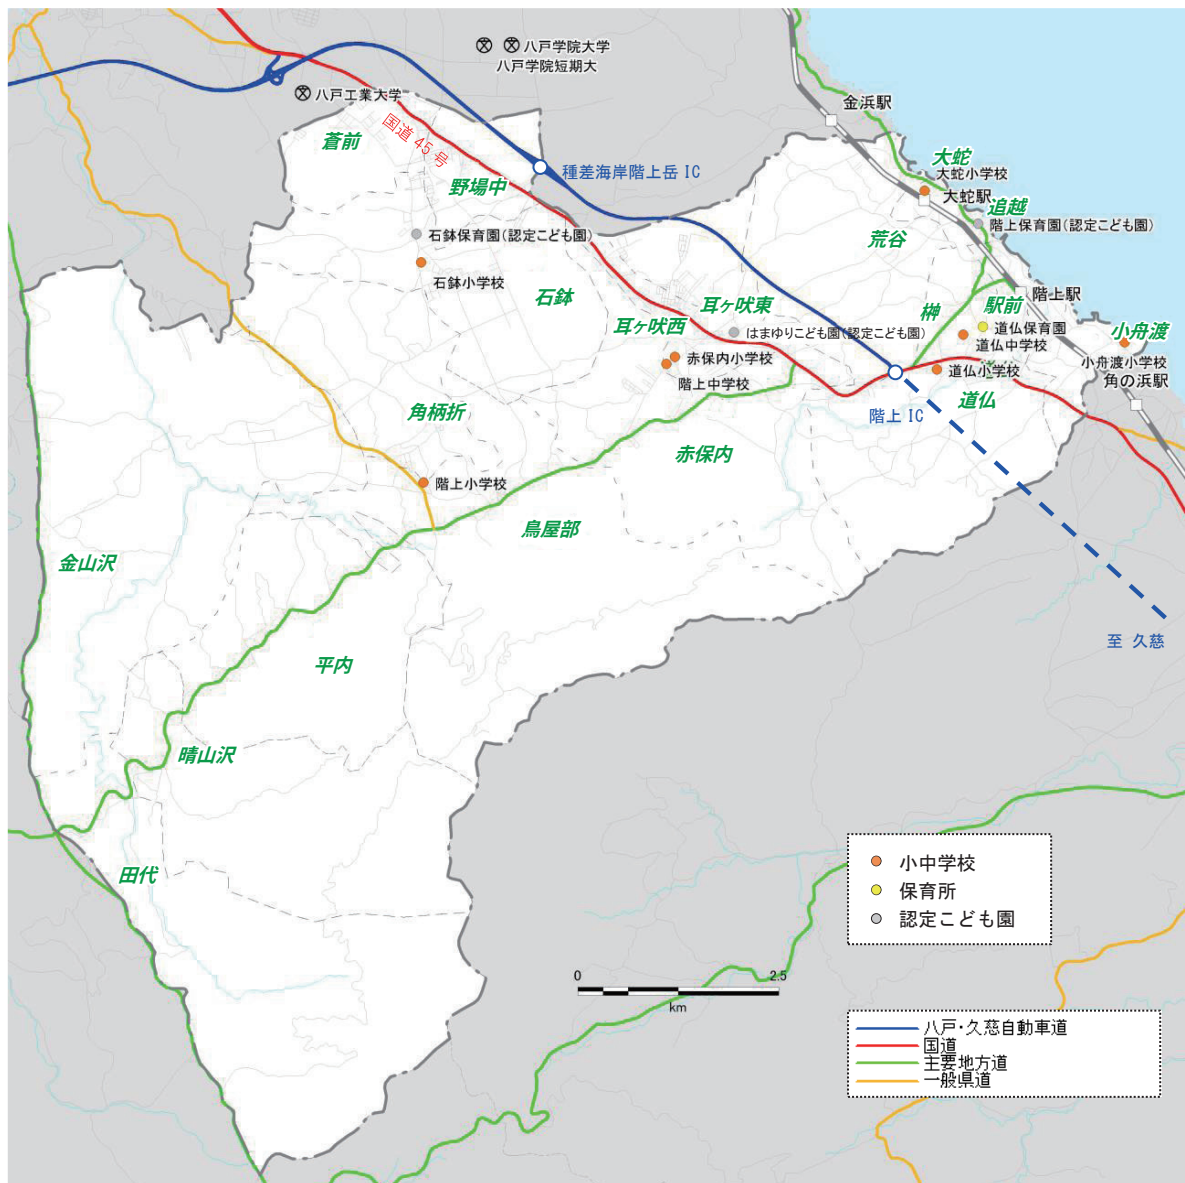 八戸学院大学
八戸学院短期大
八戸工業大学
金浜駅
蒼前
国道 45 号
大蛇
種差海岸階上岳 IC
大蛇小学校
野場中
大蛇駅
追越
階上保育園(認定こども園)
石鉢保育園(認定こども園)
荒谷
石鉢小学校
石鉢
階上駅
耳ヶ吠東
榊
駅前
耳ヶ吠西
はまゆりこども園(認定こども園)
道仏保育園
小舟渡
道仏中学校
赤保内小学校
小舟渡小学校
道仏小学校
階上中学校
角の浜駅
道仏
角柄折
階上 IC
赤保内
階上小学校
鳥屋部
金山沢
至 久慈
平内
晴山沢
田代
小中学校
保育所
認定こども園
0 2.5
km
八戸・久慈自動車道
国道
主要地方道
一般県道